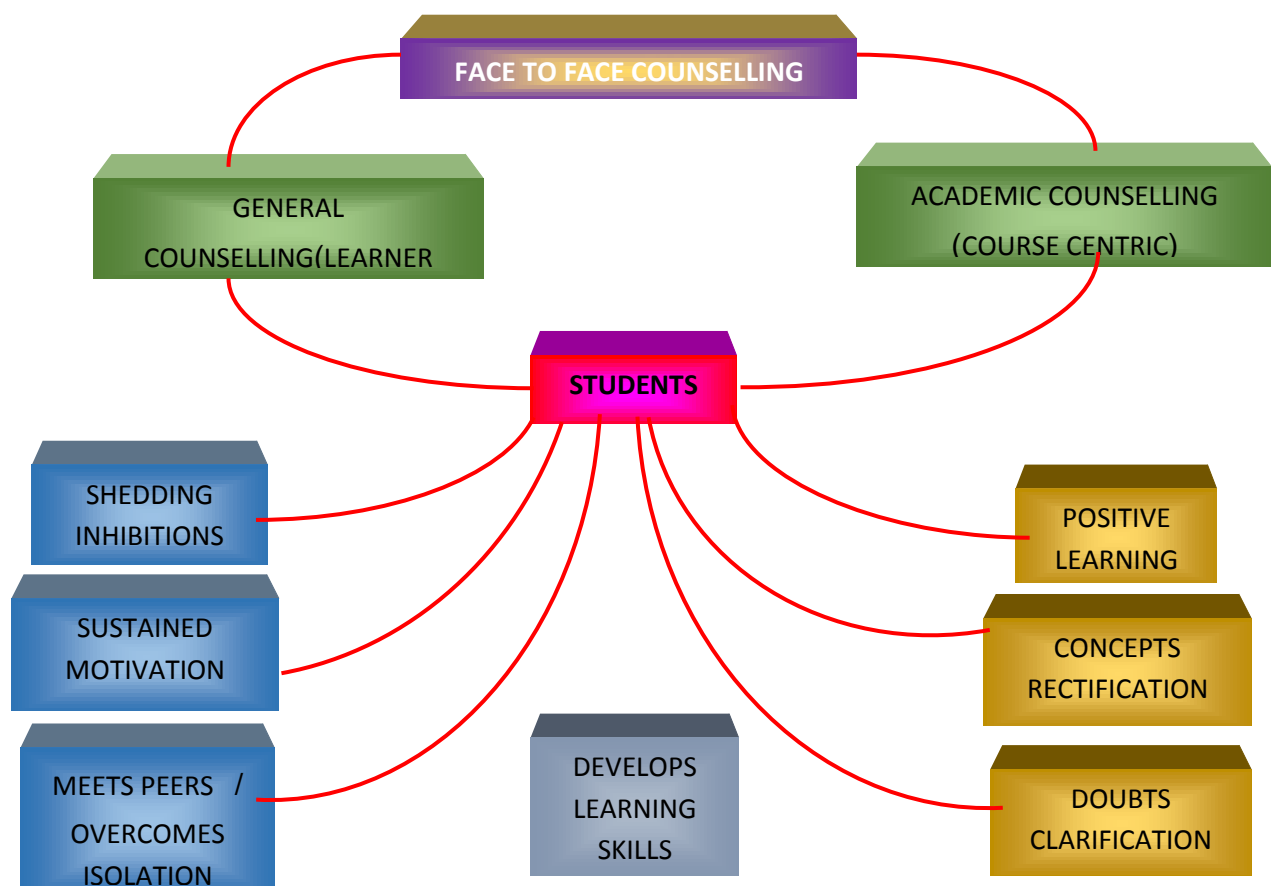 FACE TO FACE COUNSELLING
GENERAL
COUNSELLING(LEARNER
ACADEMIC COUNSELLING
(COURSE CENTRIC)
STUDENTS
SHEDDING
INHIBITIONS
SUSTAINED
MOTIVATION
MEETS PEERS /
OVERCOMES
ISOLATION
DEVELOPS
LEARNING
SKILLS
POSITIVE
LEARNING
CONCEPTS
RECTIFICATION
DOUBTS
CLARIFICATION